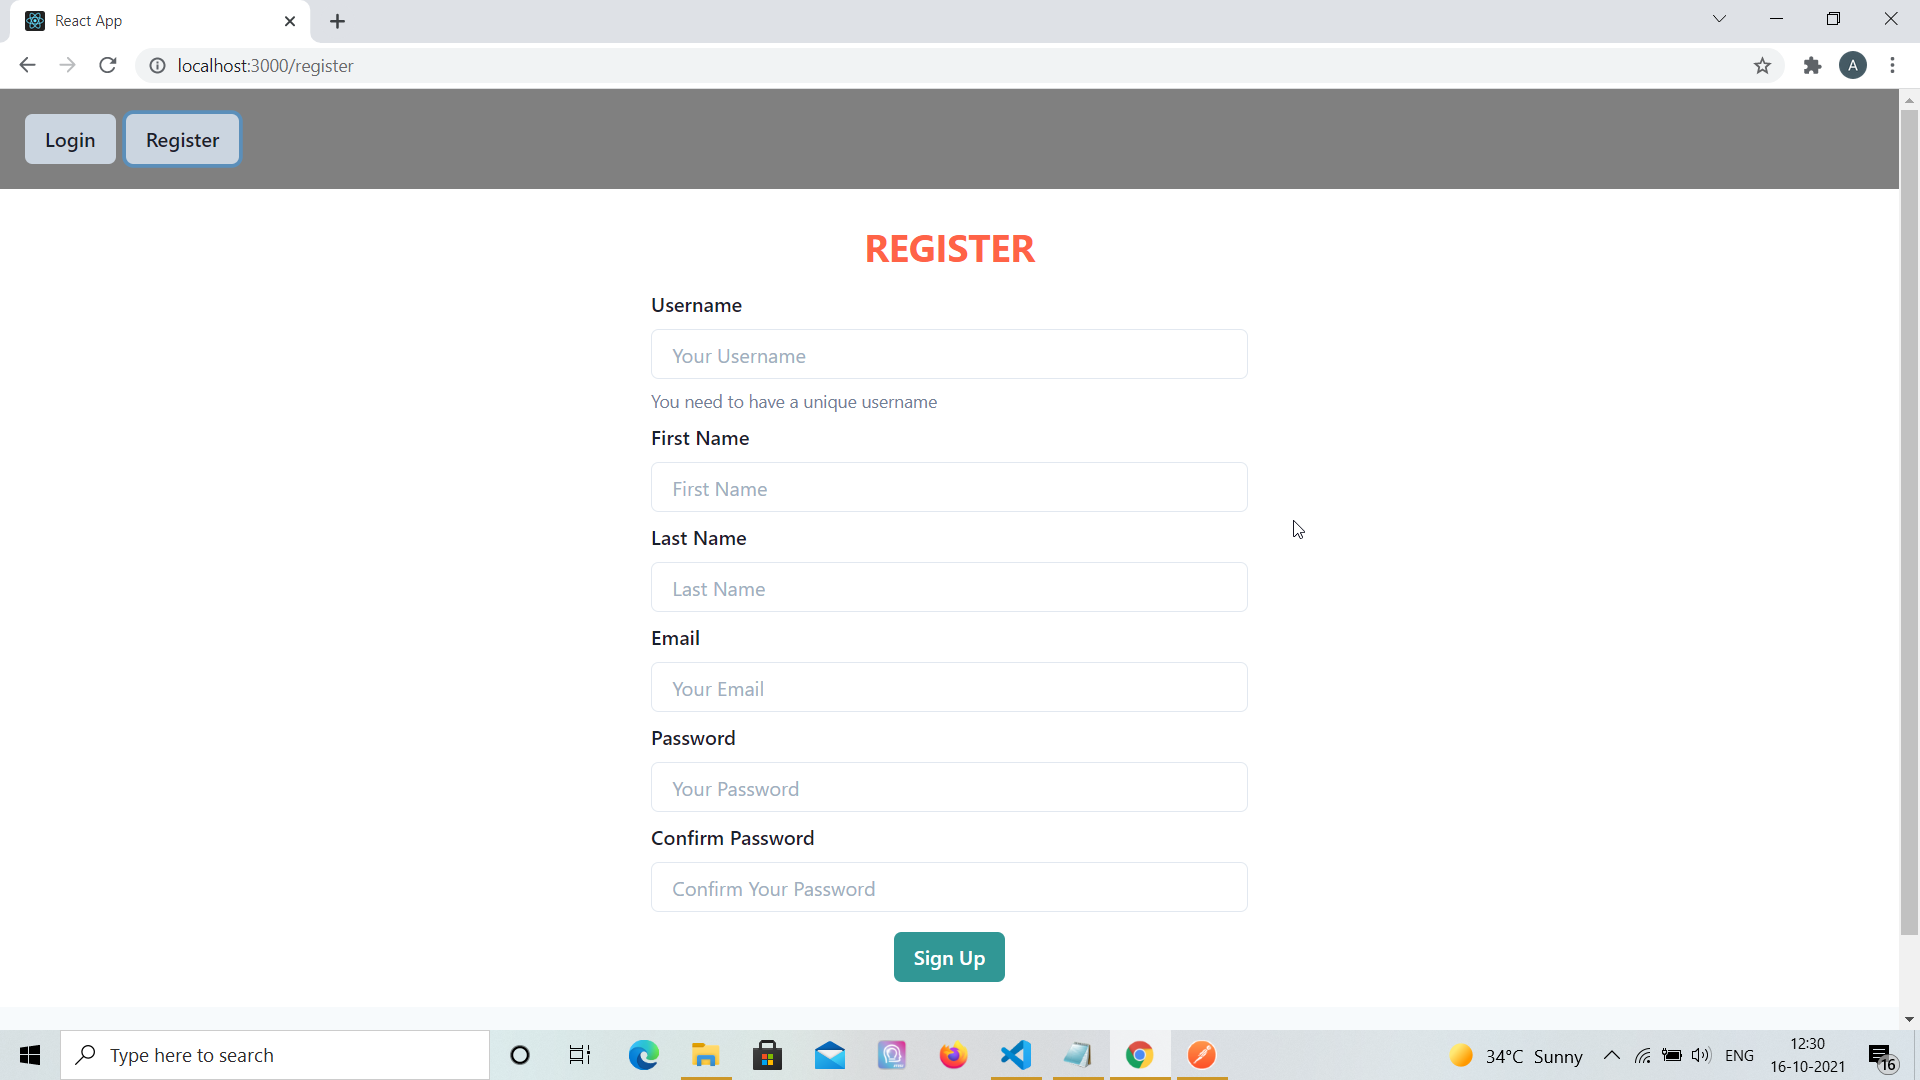 React App
localhost:3000/register
A
Login Register
REGISTER
Username
Your Username
You need to have a unique username
First Name
First Name
Last Name
Last Name
Email
Your Email
Password
Your Password
Confirm Password
Confirm Your Password
Sign Up
Type here to search
34°C Sunny
ENG
12:30
16-10-2021
16